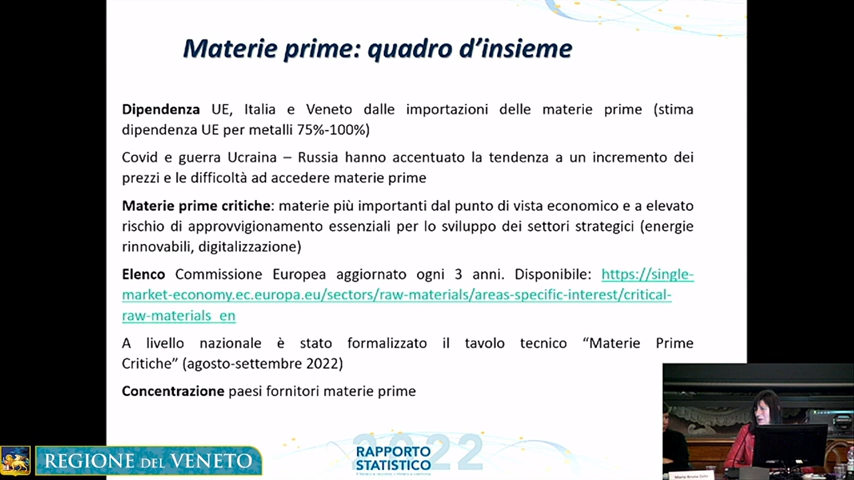 Materie prime: quadro d'insieme
Dipendenza UE, Italia e Veneto dalle importazioni delle materie prime (stima
dipendenza UE per metalli 75%-100%)
Covid e guerra Ucraina – Russia hanno accentuato la tendenza a un incremento dei
prezzi e le difficoltà ad accedere materie prime
Materie prime critiche: materie più importanti dal punto di vista economico e a elevato
rischio di approvvigionamento essenziali per lo sviluppo dei settori strategici (energie
rinnovabili, digitalizzazione)
Elenco Commissione Europea aggiornato ogni 3 anni. Disponibile: https://single-
market-economy.ec.europa.eu/sectors/raw-materials/areas-specific-interest/critical-
raw-materials_en
A livello nazionale è stato formalizzato il tavolo tecnico “Materie Prime
Critiche” (agosto-settembre 2022)
Concentrazione paesi fornitori materie prime
2022
RAPPORTO
STATISTICO
REGIONE DEL VENETO